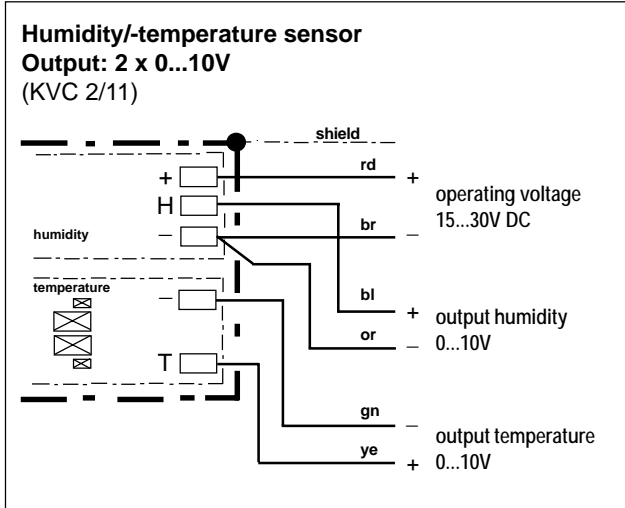 Humidity/-temperature sensor
Output: 2 x 0...10V
(KVC 2/11)
shield
rd
+ +
operating voltage
H
15...30V DC
br
humidity − −
temperature
−
bl
+ output humidity
or
− 0...10V
T
gn
− output temperature
ye
+ 0...10V